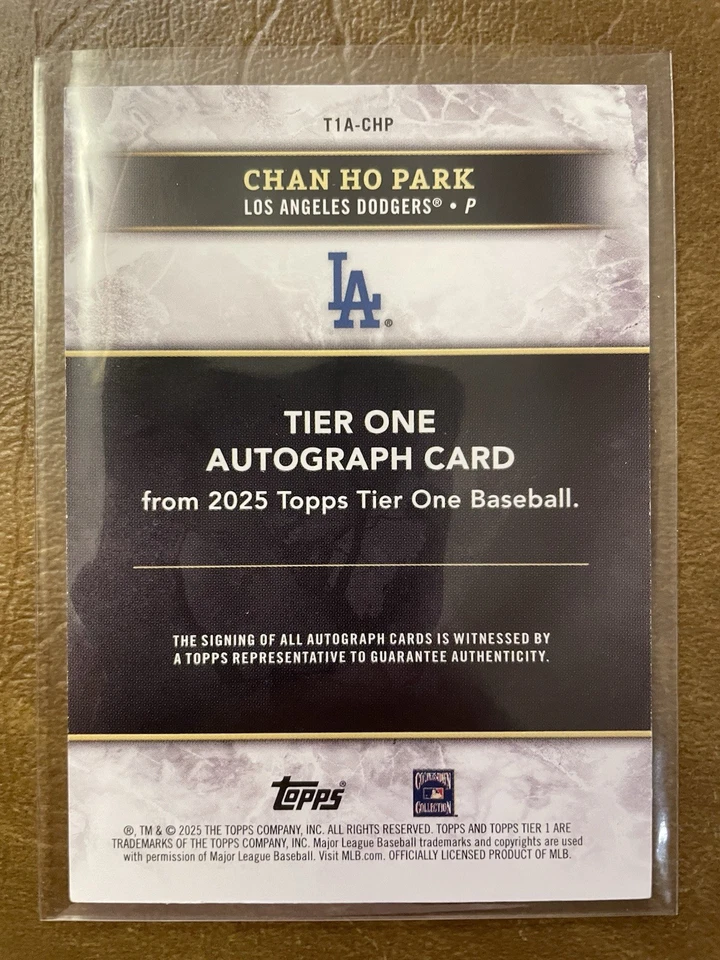 T1A-CHP
CHAN HO PARK
LOS ANGELES DODGERS® • P
LA®
TIER ONE
AUTOGRAPH CARD
from 2025 Topps Tier One Baseball.
THE SIGNING OF ALL AUTOGRAPH CARDS IS WITNESSED BY
A TOPPS REPRESENTATIVE TO GUARANTEE AUTHENTICITY.
topps®
COOPERSTOWN
COLLECTION™
®, TM & © 2025 THE TOPPS COMPANY, INC. ALL RIGHTS RESERVED. TOPPS AND TOPPS TIER 1 ARE
TRADEMARKS OF THE TOPPS COMPANY, INC. Major League Baseball trademarks and copyrights are used
with permission of Major League Baseball. Visit MLB.com. OFFICIALLY LICENSED PRODUCT OF MLB.